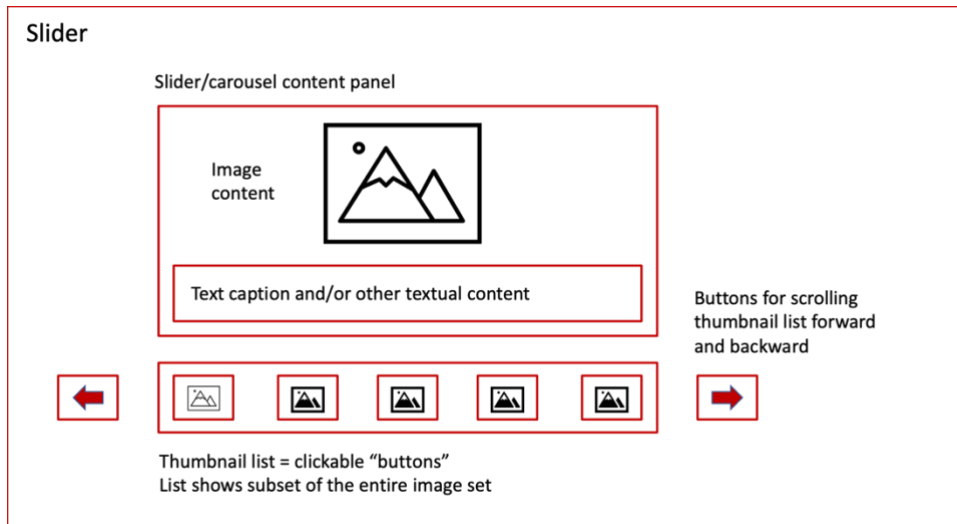 Slider
Slider/carousel content panel
Image
content
Text caption and/or other textual content
Buttons for scrolling
thumbnail list forward
and backward
Thumbnail list = clickable “buttons”
List shows subset of the entire image set